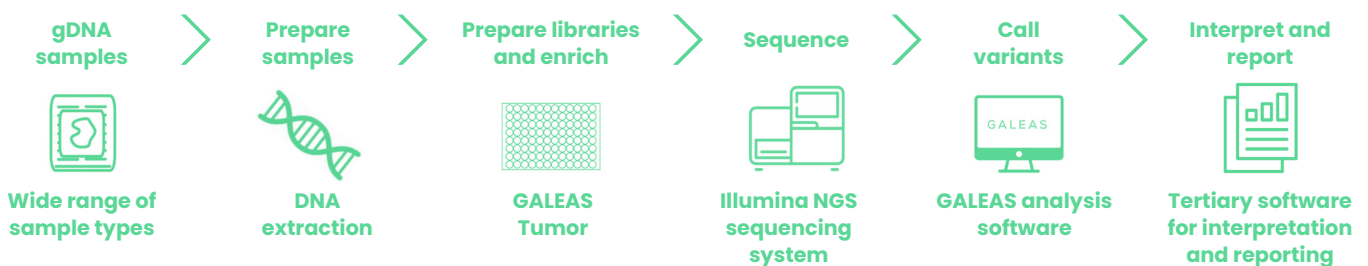 gDNA
samples
Prepare
samples
Prepare libraries
and enrich
Sequence
Call
variants
Interpret and
report
GALEAS
Wide range of
sample types
DNA
extraction
GALEAS
Tumor
Illumina NGS
sequencing
system
GALEAS analysis
software
Tertiary software
for interpretation
and reporting